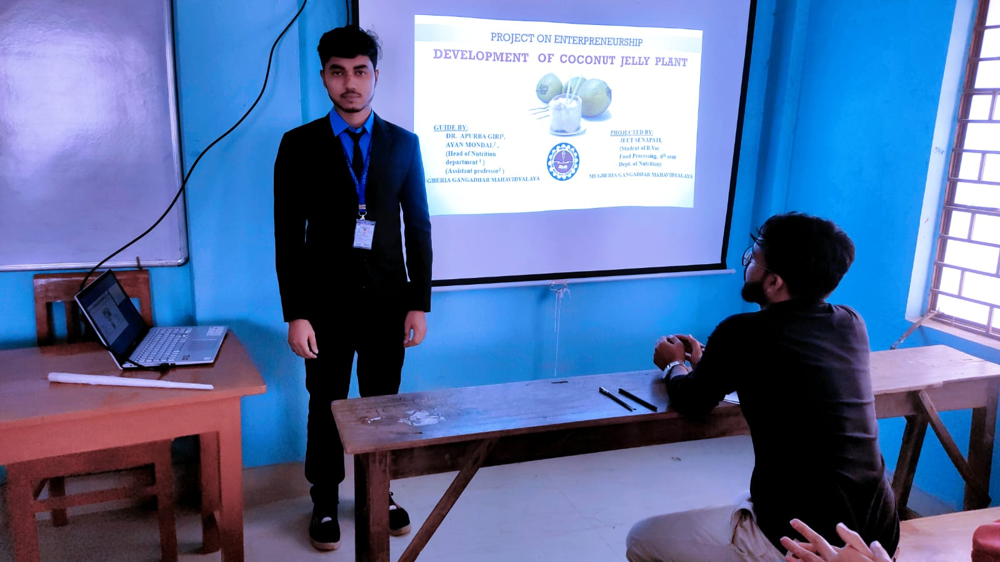 PROJECT ON ENTERPRENEURSHIP
DEVELOPMENT OF COCONUT JELLY PLANT
GUIDE BY:
DR. APURBA GIRI¹,
AYAN MONDAL² ,
(Head of Nutrition
department ¹ )
(Assistant professor² )
UGBERIA GANGADHAR MAHAVIDYALAYA
PROJECTED BY:
JEET SENAPATI,
(Student of B.Voc
Food Processing, 6th sem
Dept. of Nutrition)
MUGBERIA GANGADHAR MAHAVIDYALAYA